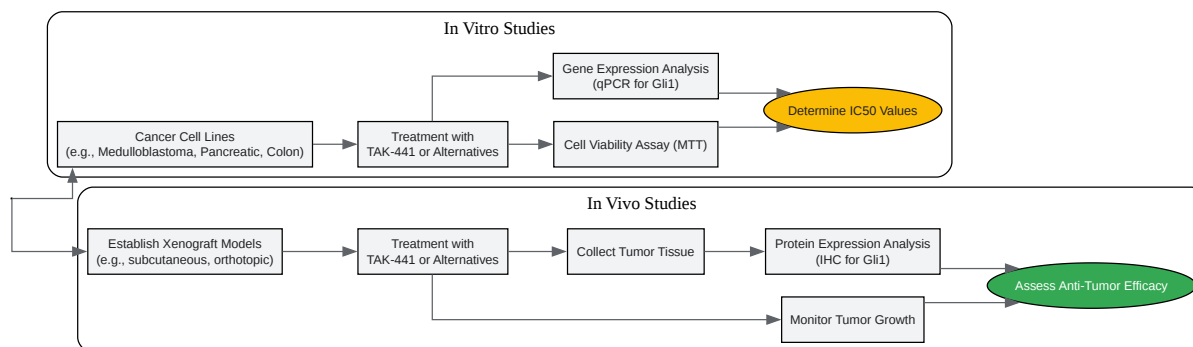 In Vitro Studies
Gene Expression Analysis
(qPCR for Gli1)
Determine IC50 Values
Cancer Cell Lines
(e.g., Medulloblastoma, Pancreatic, Colon)
Treatment with
TAK-441 or Alternatives
Cell Viability Assay (MTT)
In Vivo Studies
Establish Xenograft Models
(e.g., subcutaneous, orthotopic)
Treatment with
TAK-441 or Alternatives
Collect Tumor Tissue
Protein Expression Analysis
(IHC for Gli1)
Assess Anti-Tumor Efficacy
Monitor Tumor Growth